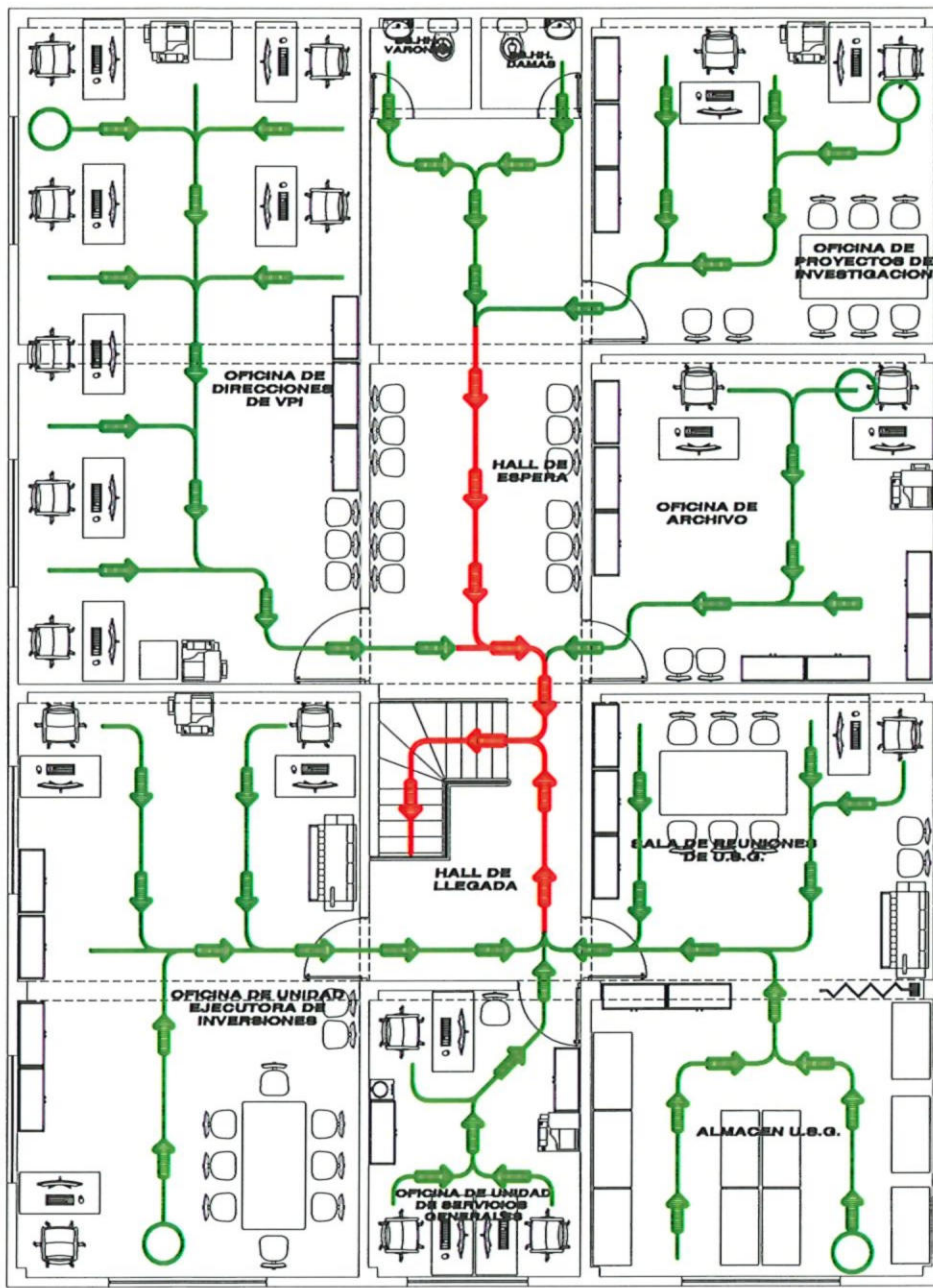 SS.HH.
VARONES
SS.HH.
DAMAS
OFICINA DE
PROYECTOS DE
INVESTIGACION
OFICINA DE
DIRECCIONES
DE VPI
HALL DE
ESPERA
OFICINA DE
ARCHIVO
SALA DE REUNIONES
DE U.S.G.
HALL DE
LLEGADA
OFICINA DE UNIDAD
EJECUTORA DE
INVERSIONES
ALMACEN U.S.G.
OFICINA DE UNIDAD
DE SERVICIOS
GENERALES